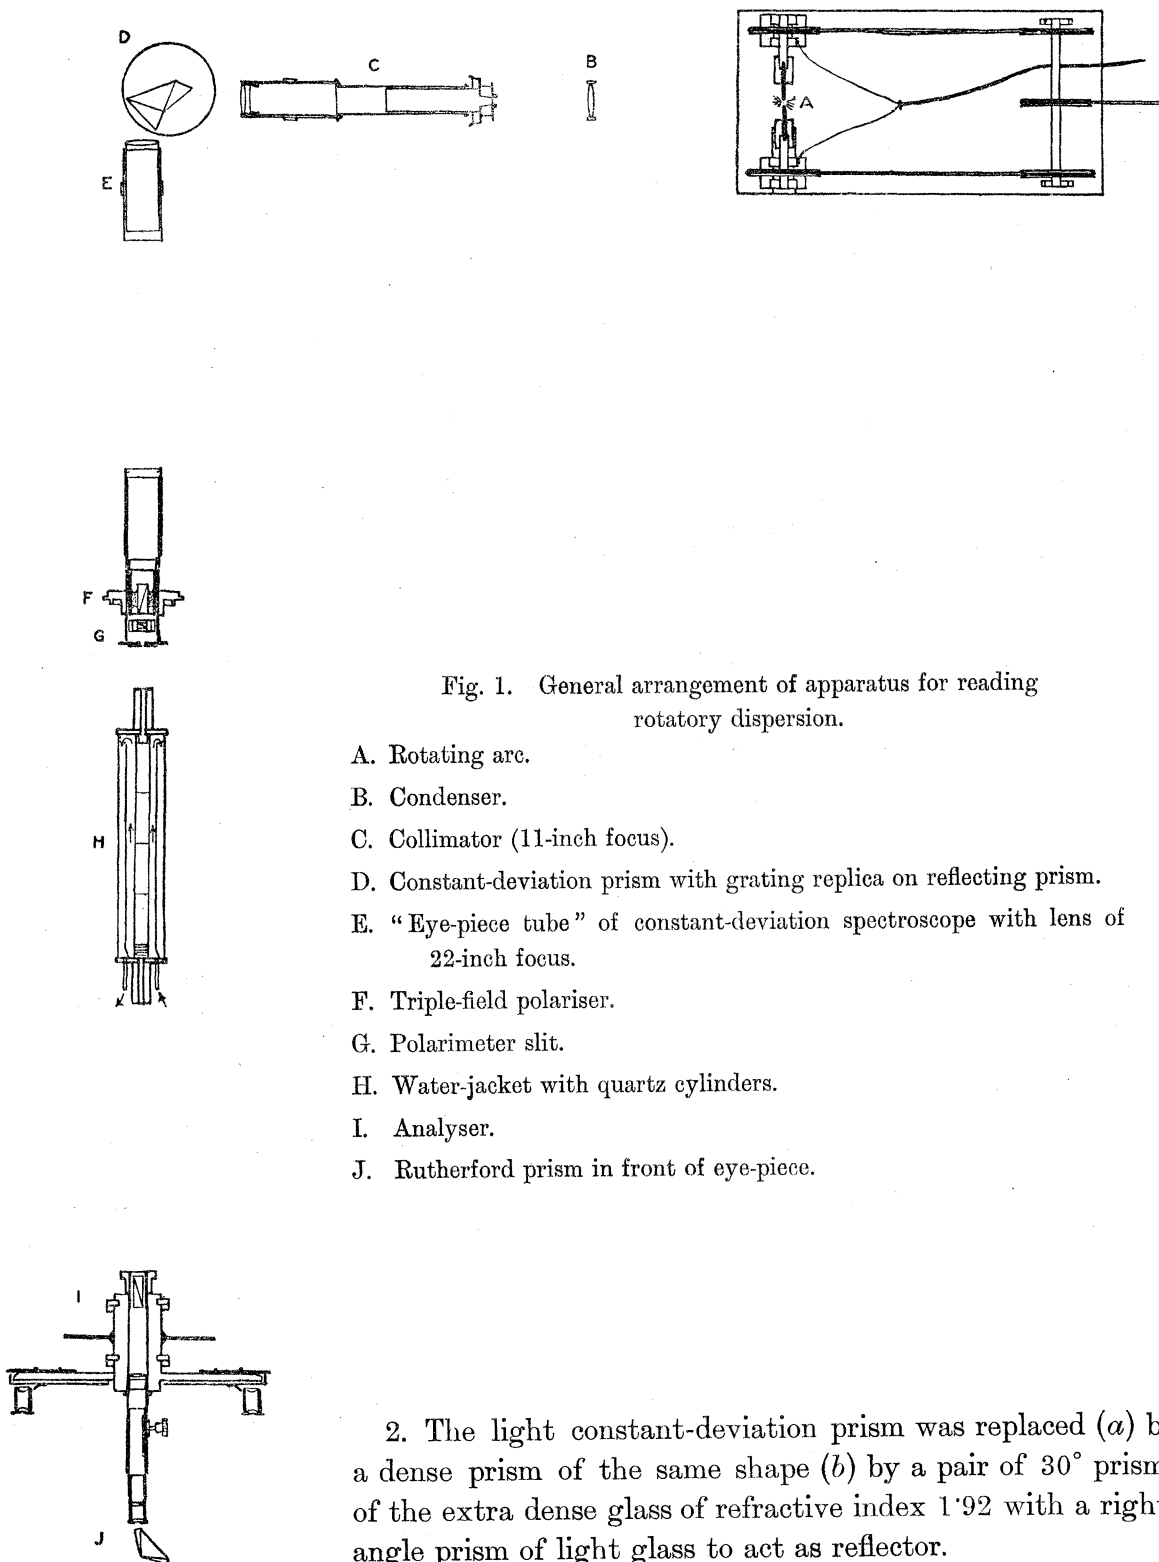 D
C
B
A
E
F
G
Fig. 1. General arrangement of apparatus for reading
rotatory dispersion.
A. Rotating arc.
B. Condenser.
C. Collimator (11-inch focus).
D. Constant-deviation prism with grating replica on reflecting prism.
E. “Eye-piece tube” of constant-deviation spectroscope with lens of
22-inch focus.
F. Triple-field polariser.
G. Polarimeter slit.
H. Water-jacket with quartz cylinders.
I. Analyser.
J. Rutherford prism in front of eye-piece.
H
I
J
2. The light constant-deviation prism was replaced (a) b
a dense prism of the same shape (b) by a pair of 30° prism
of the extra dense glass of refractive index 1·92 with a right
angle prism of light glass to act as reflector.